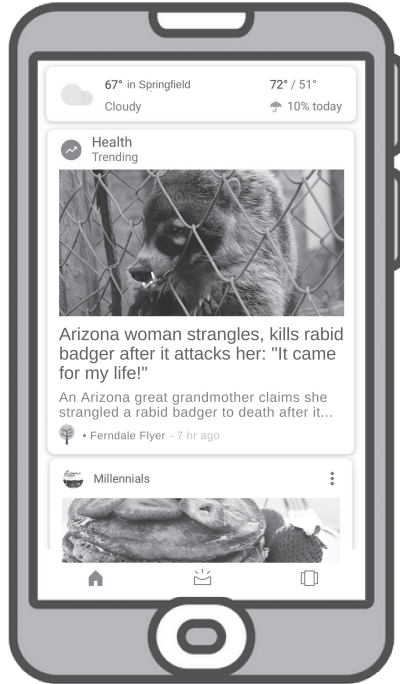 67° in Springfield
72° / 51°
Cloudy
10% today
Health
Trending
Arizona woman strangles, kills rabid
badger after it attacks her: "It came
for my life!"
An Arizona great grandmother claims she
strangled a rabid badger to death after it...
• Ferndale Flyer - 7 hr ago
Millennials